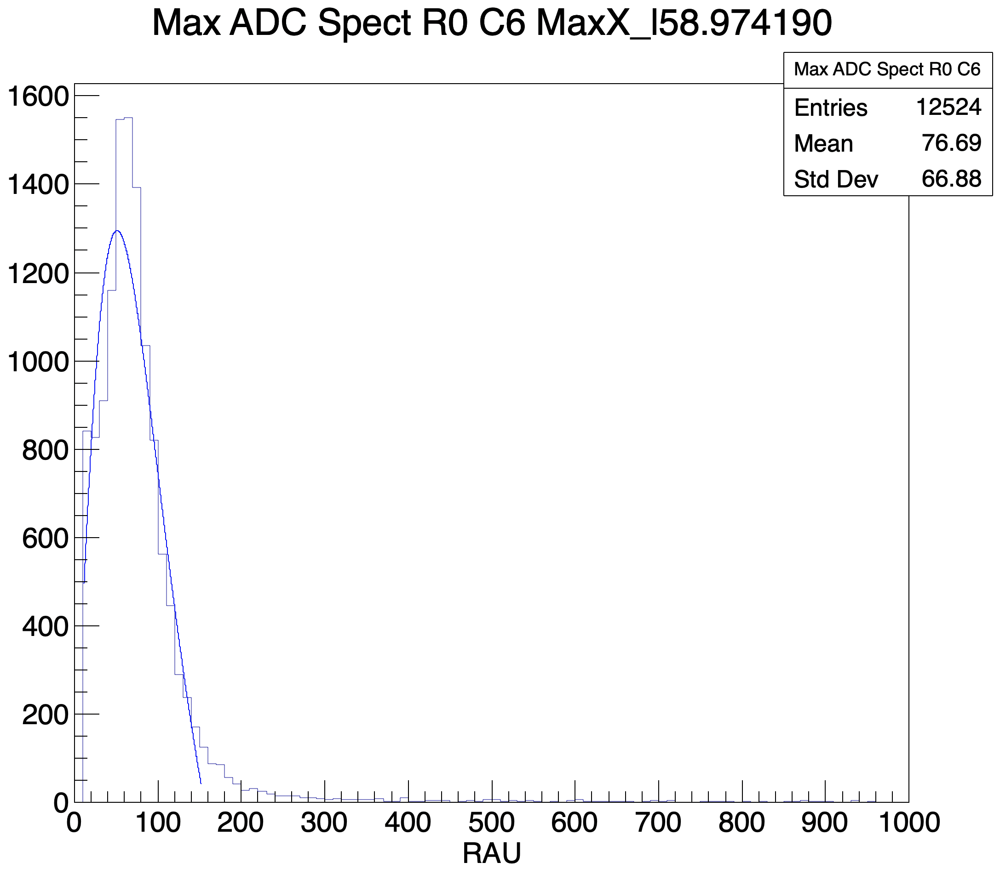 Max ADC Spect R0 C6 MaxX_I58.974190
Max ADC Spect R0 C6
Entries 12524
Mean 76.69
Std Dev 66.88
1600
1400
1200
1000
800
600
400
200
0
0 100 200 300 400 500 600 700 800 900 1000
RAU